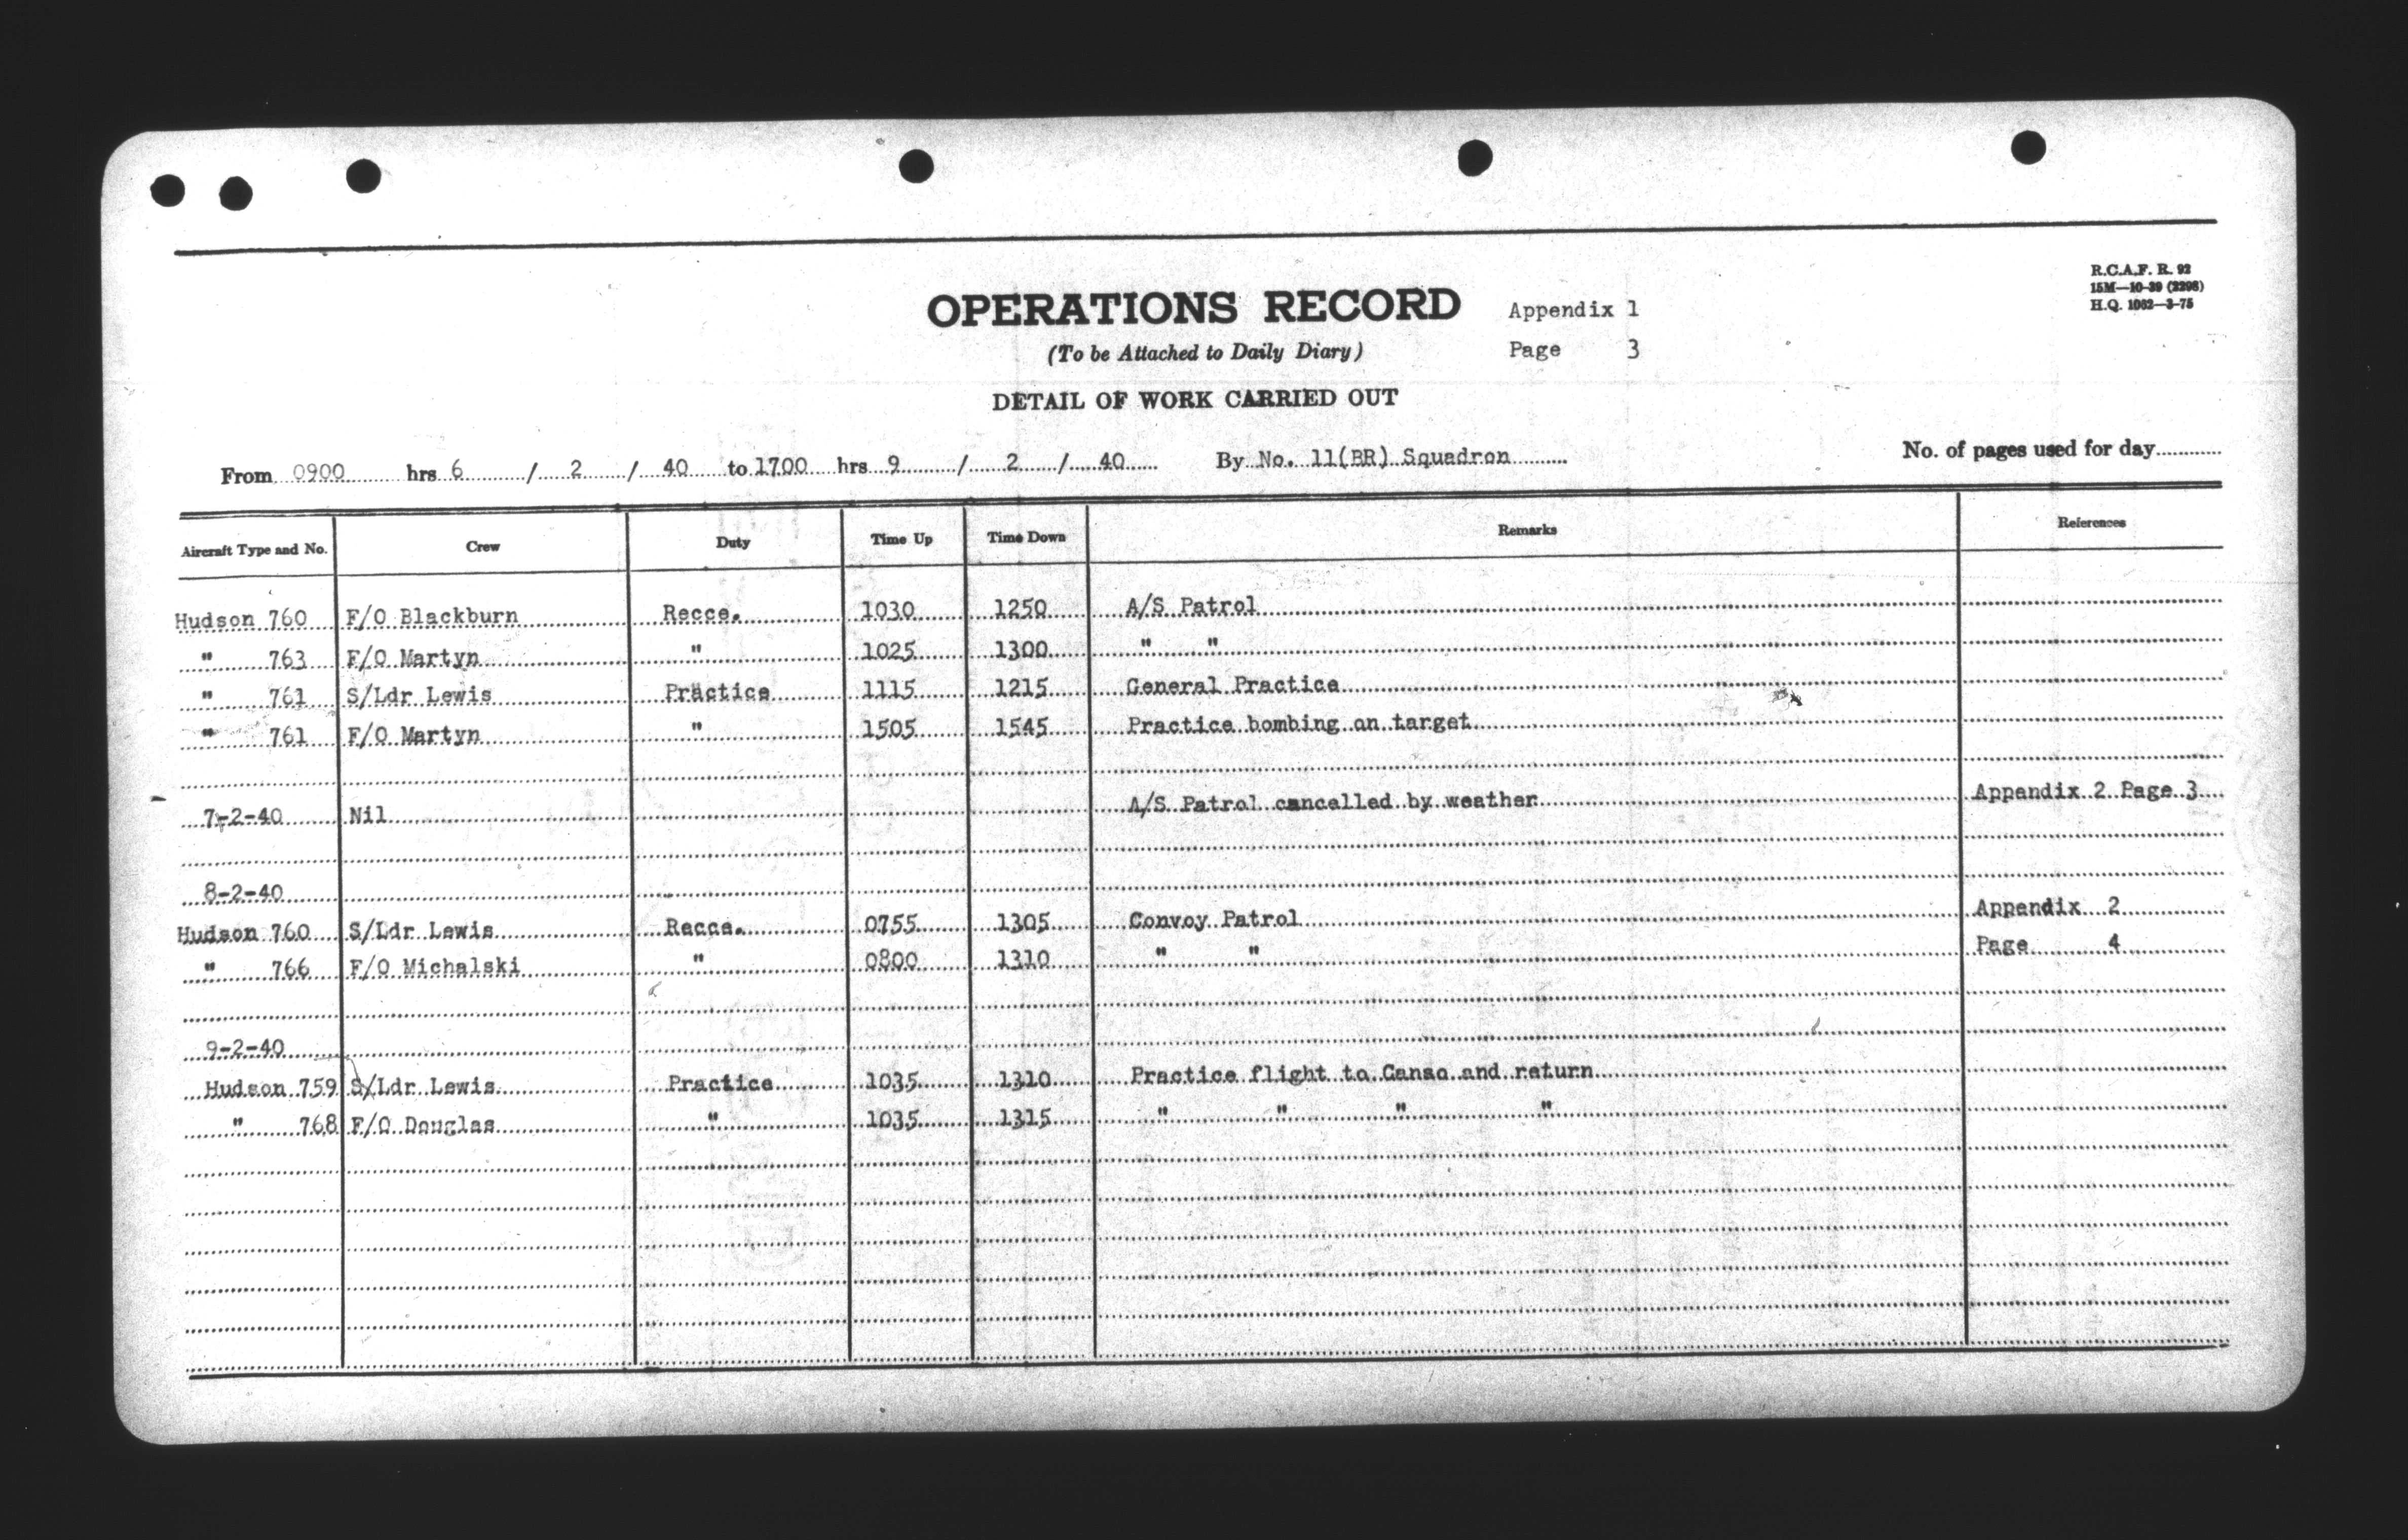 R.C.A.F. R. 92
15M—10-39 (2298)
H.Q. 1062—3-75
OPERATIONS RECORD Appendix 1
(To be Attached to Daily Diary) Page 3
DETAIL OF WORK CARRIED OUT
From 0900 hrs 6 / 2 / 40 to 1700 hrs 9 / 2 / 40 By No. 11(BR) Squadron No. of pages used for day
Aircraft Type and No. Crew Duty Time Up Time Down Remarks References
Hudson 760 F/O Blackburn Recce. 1030 1250 A/S Patrol
" 763 F/O Martyn " 1025 1300 " "
" 761 S/Ldr Lewis Practice 1115 1215 General Practice
" 761 F/O Martyn " 1505 1545 Practice bombing on target
7-2-40 Nil A/S Patrol cancelled by weather Appendix 2 Page 3
8-2-40
Hudson 760 S/Ldr Lewis Recce. 0755 1305 Convoy Patrol Appendix 2
" 766 F/O Michalski " 0800 1310 " " Page 4
9-2-40
Hudson 759 S/Ldr Lewis Practice 1035 1310 Practice flight to Canso and return
" 768 F/O Douglas " 1035 1315 " " " "